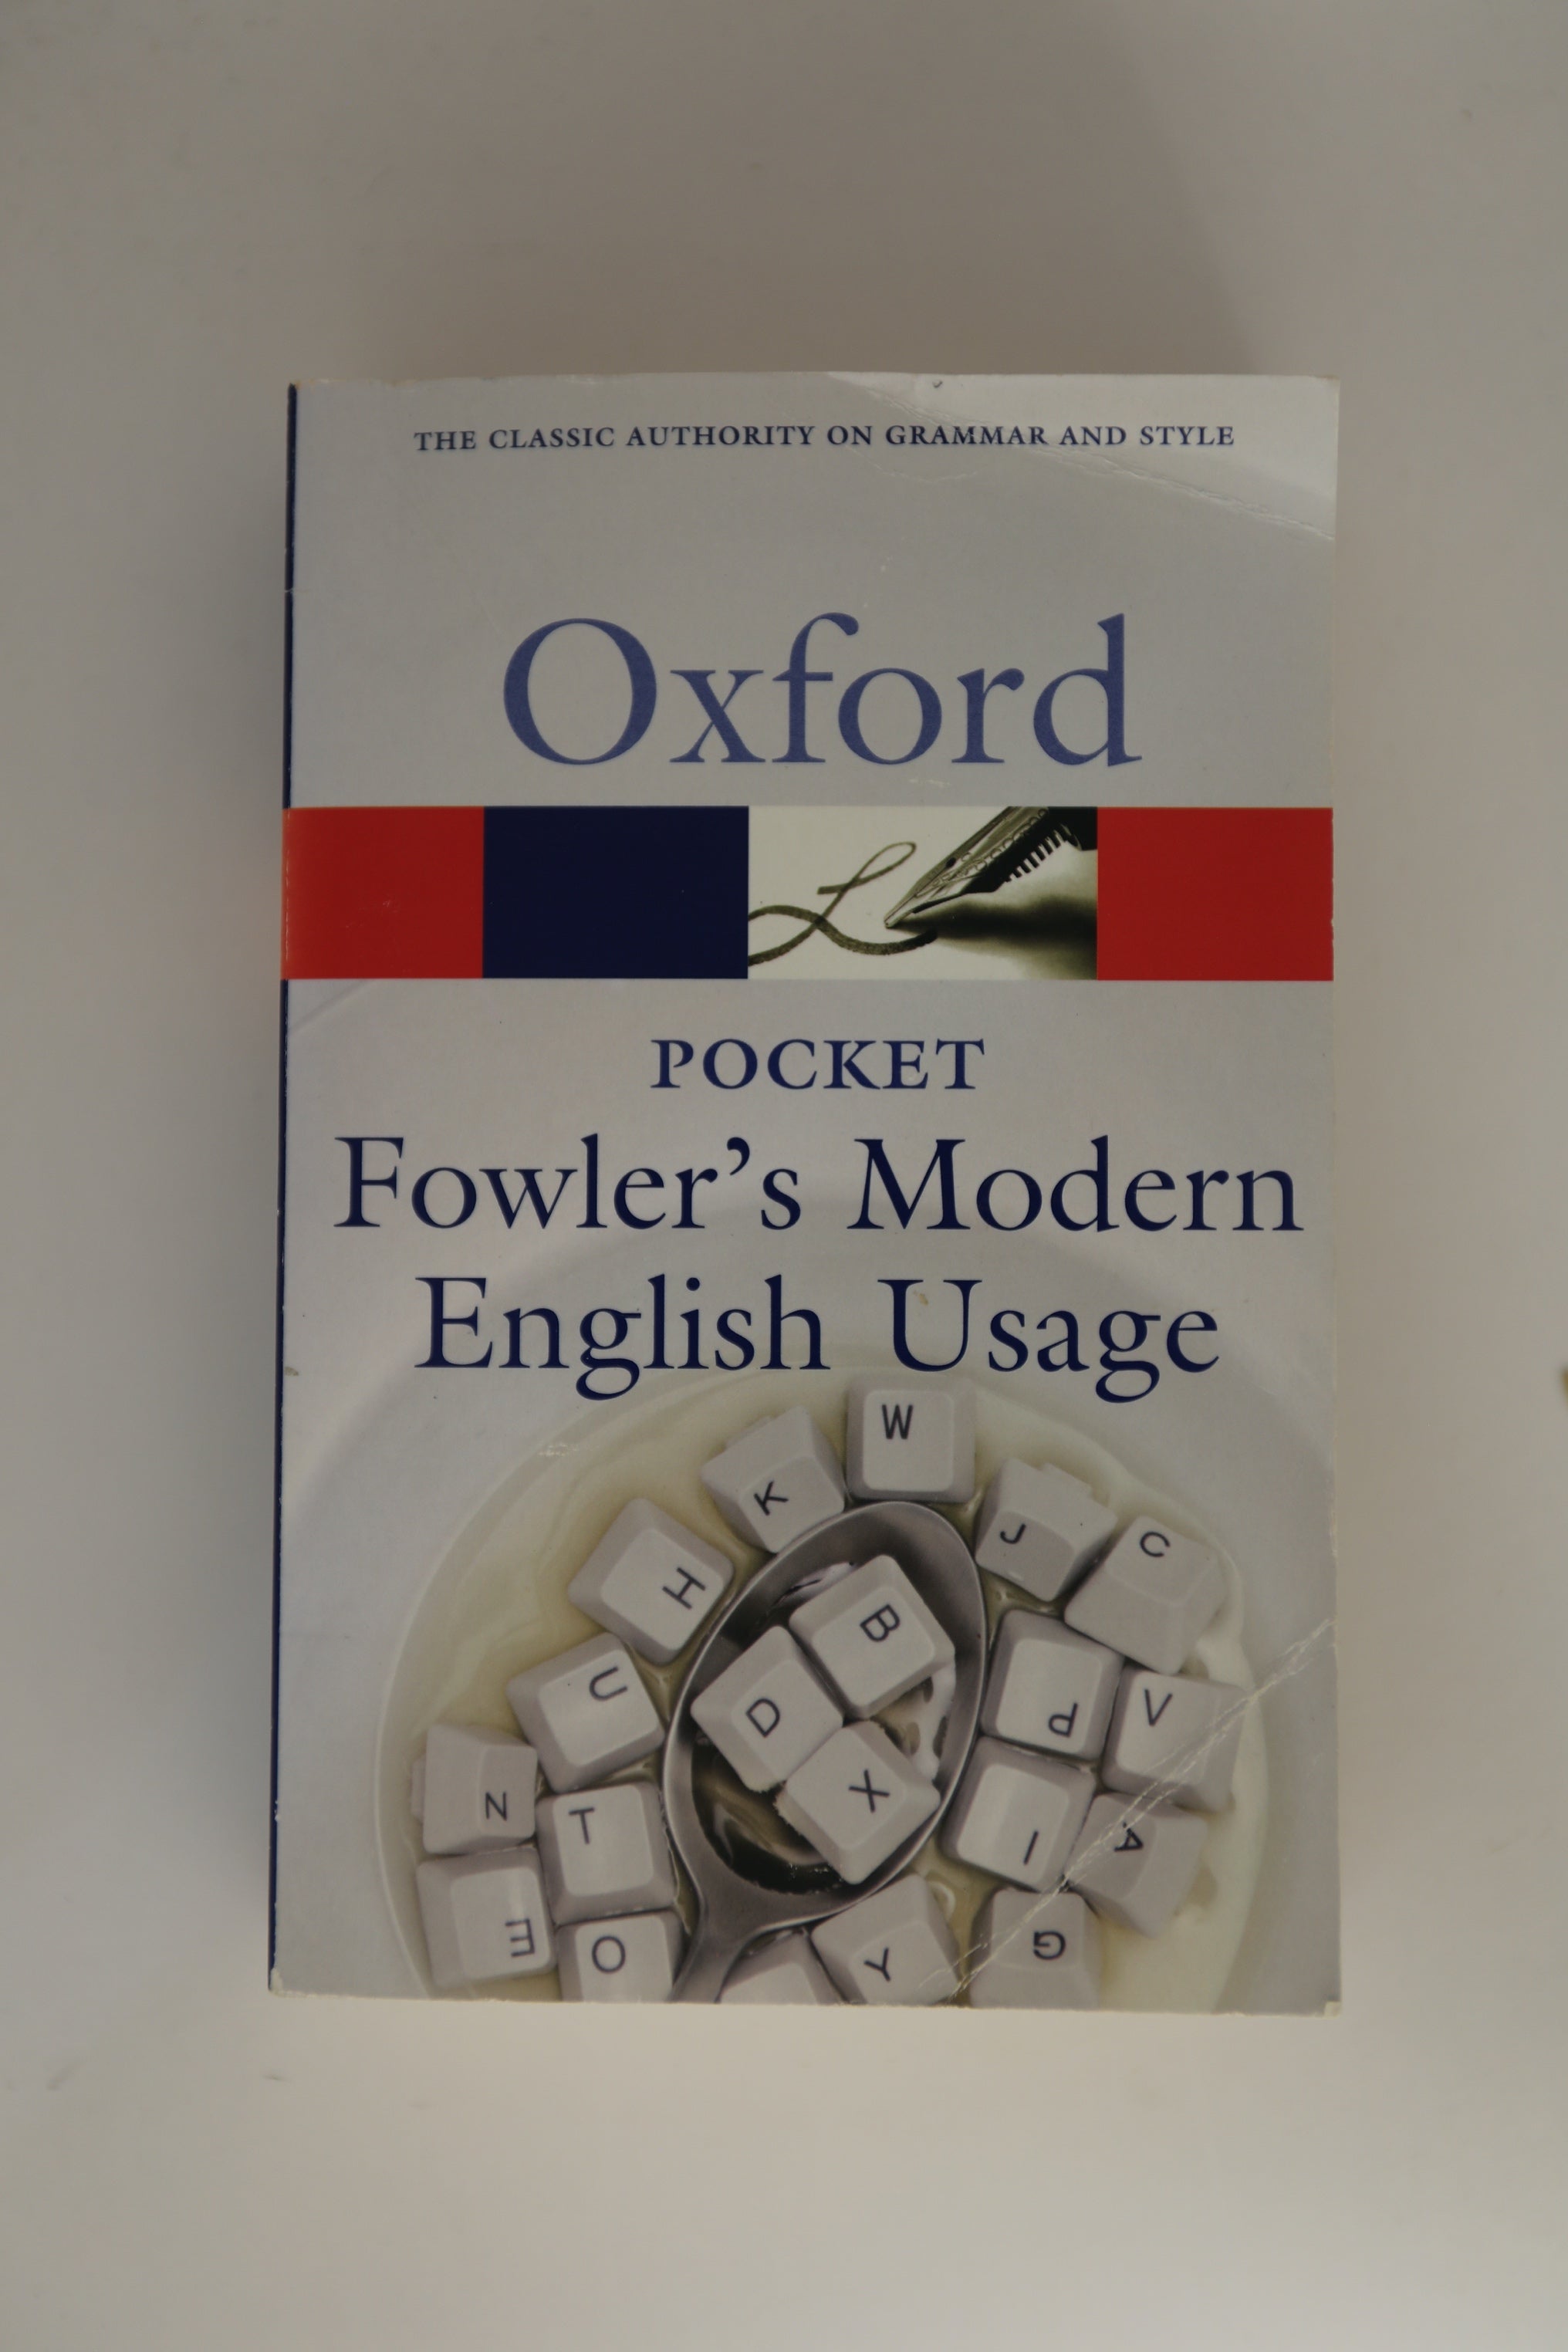 THE CLASSIC AUTHORITY ON GRAMMAR AND STYLE
Oxford
POCKET
Fowler's Modern
English Usage
W
K
J
C
H
B
U
D
P
V
N
T
X
I
A
E
O
Y
G